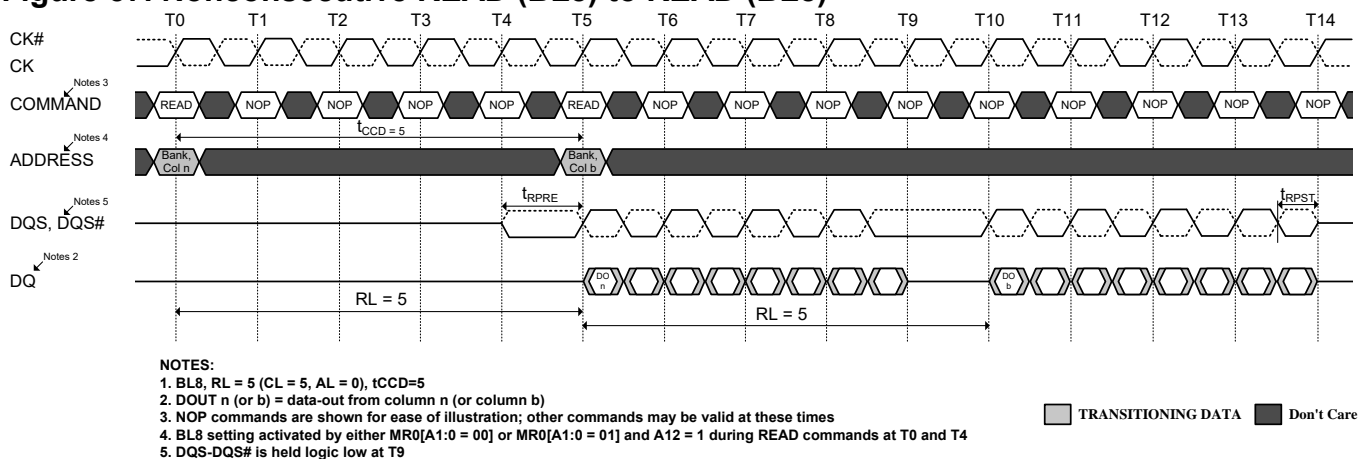 Figure Nonconsecutive READ (BL8) to READ (BL8)
T0 T1 T2 T3 T4 T5 T6 T7 T8 T9 T10 T11 T12 T13 T14
CK#
CK
Notes 3
COMMAND
READ NOP NOP NOP NOP READ NOP NOP NOP NOP NOP NOP NOP NOP NOP
tCCD = 5
Notes 4
ADDRESS
Bank, Col n
Bank, Col b
tRPRE
tRPST
Notes 5
DQS, DQS#
Notes 2
DQ
DO n
DO b
RL = 5
RL = 5
NOTES:
1. BL8, RL = 5 (CL = 5, AL = 0), tCCD=5
2. DOUT n (or b) = data-out from column n (or column b)
3. NOP commands are shown for ease of illustration; other commands may be valid at these times
4. BL8 setting activated by either MR0[A1:0 = 00] or MR0[A1:0 = 01] and A12 = 1 during READ commands at T0 and T4
5. DQS-DQS# is held logic low at T9
TRANSITIONING DATA
Don't Care